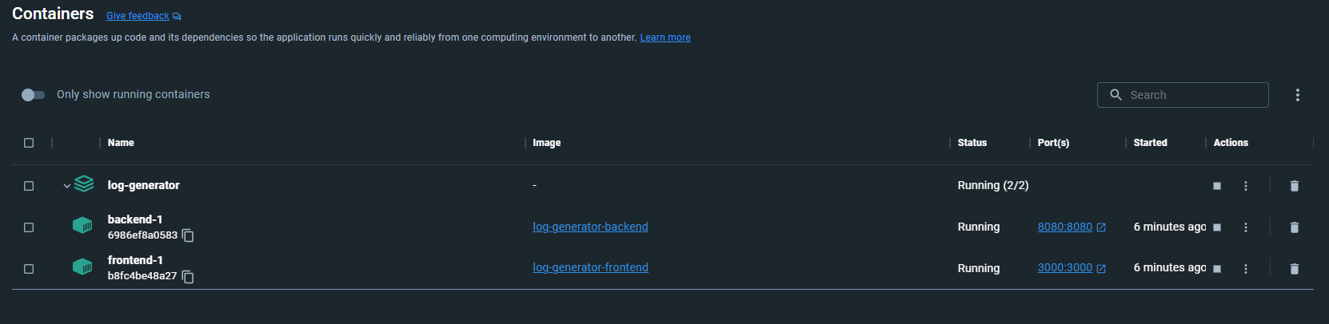 Containers Give feedback
A container packages up code and its dependencies so the application runs quickly and reliably from one computing environment to another. Learn more
Only show running containers
Search
Name Image Status Port(s) Started Actions
log-generator - Running (2/2)
backend-1
6986ef8a0583 log-generator-backend Running 8080:8080 6 minutes ago
frontend-1
b8fc4be48a27 log-generator-frontend Running 3000:3000 6 minutes ago